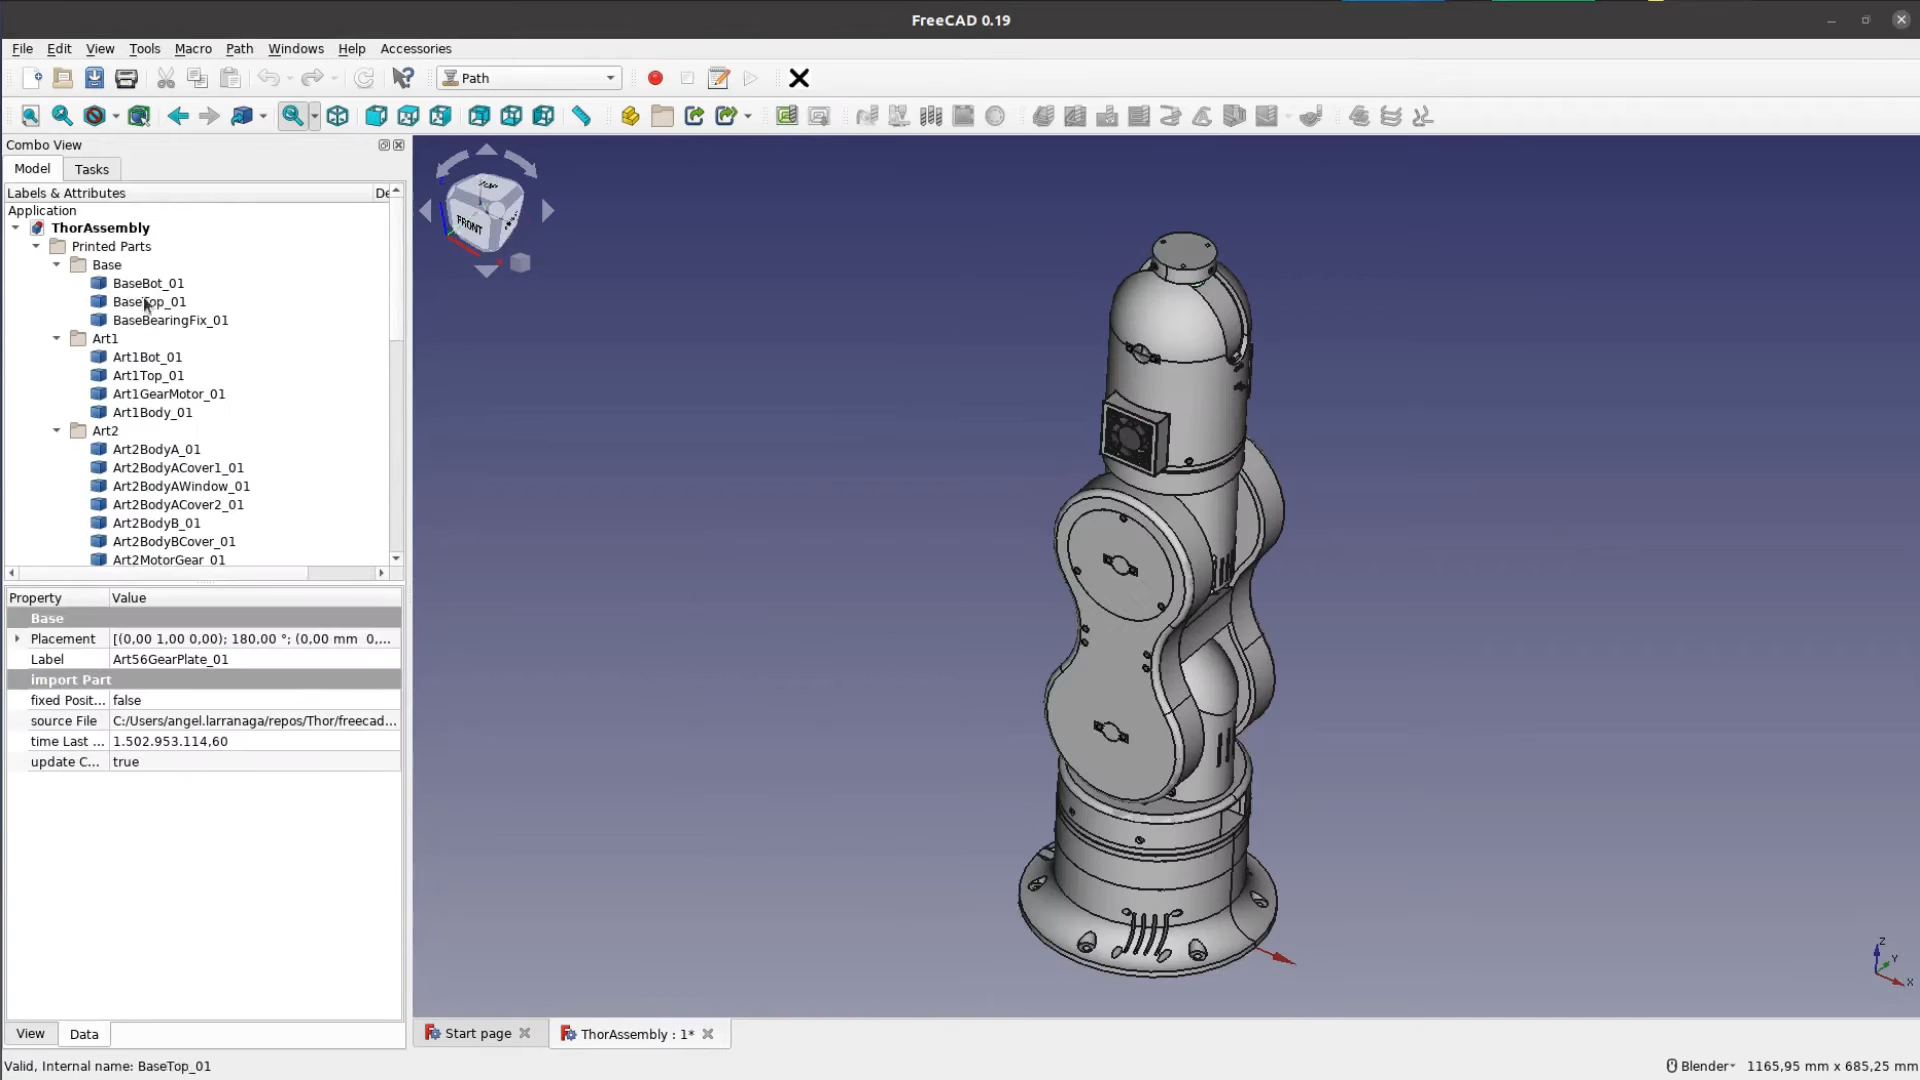 FreeCAD 0.19
File Edit View Tools Macro Path Windows Help Accessories
Path
Combo View
Model Tasks
Labels & Attributes De
Application
ThorAssembly
Printed Parts
Base
BaseBot_01
BaseTop_01
BaseBearingFix_01
Art1
Art1Bot_01
Art1Top_01
Art1GearMotor_01
Art1Body_01
Art2
Art2BodyA_01
Art2BodyACover1_01
Art2BodyAWindow_01
Art2BodyACover2_01
Art2BodyB_01
Art2BodyBCover_01
Art2MotorGear_01
Property Value
Base
Placement [(0,00 1,00 0,00); 180,00 °; (0,00 mm 0,...
Label Art56GearPlate_01
import Part
fixed Posit... false
source File C:/Users/angel.larranaga/repos/Thor/freecad...
time Last ... 1.502.953.114,60
update C... true
View Data
TOP
FRONT
Z
Y
X
Start page ThorAssembly : 1*
Valid, Internal name: BaseTop_01
Blender 1165,95 mm x 685,25 mm